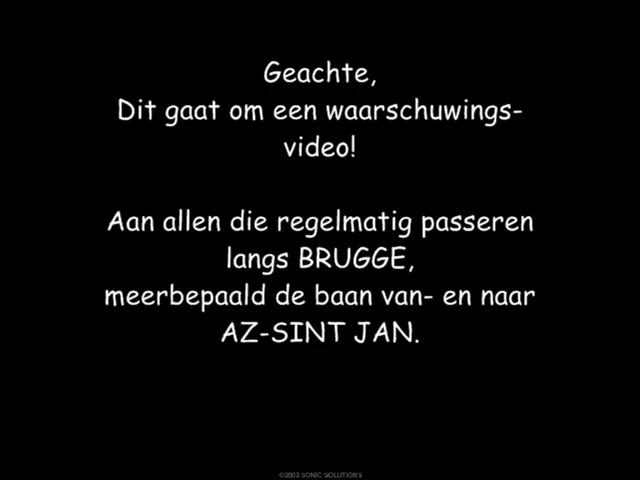 Geachte,
Dit gaat om een waarschuwings-
video!
Aan allen die regelmatig passeren
langs BRUGGE,
meerbepaald de baan van- en naar
AZ-SINT JAN.
©2003 SONIC SOLUTIONS